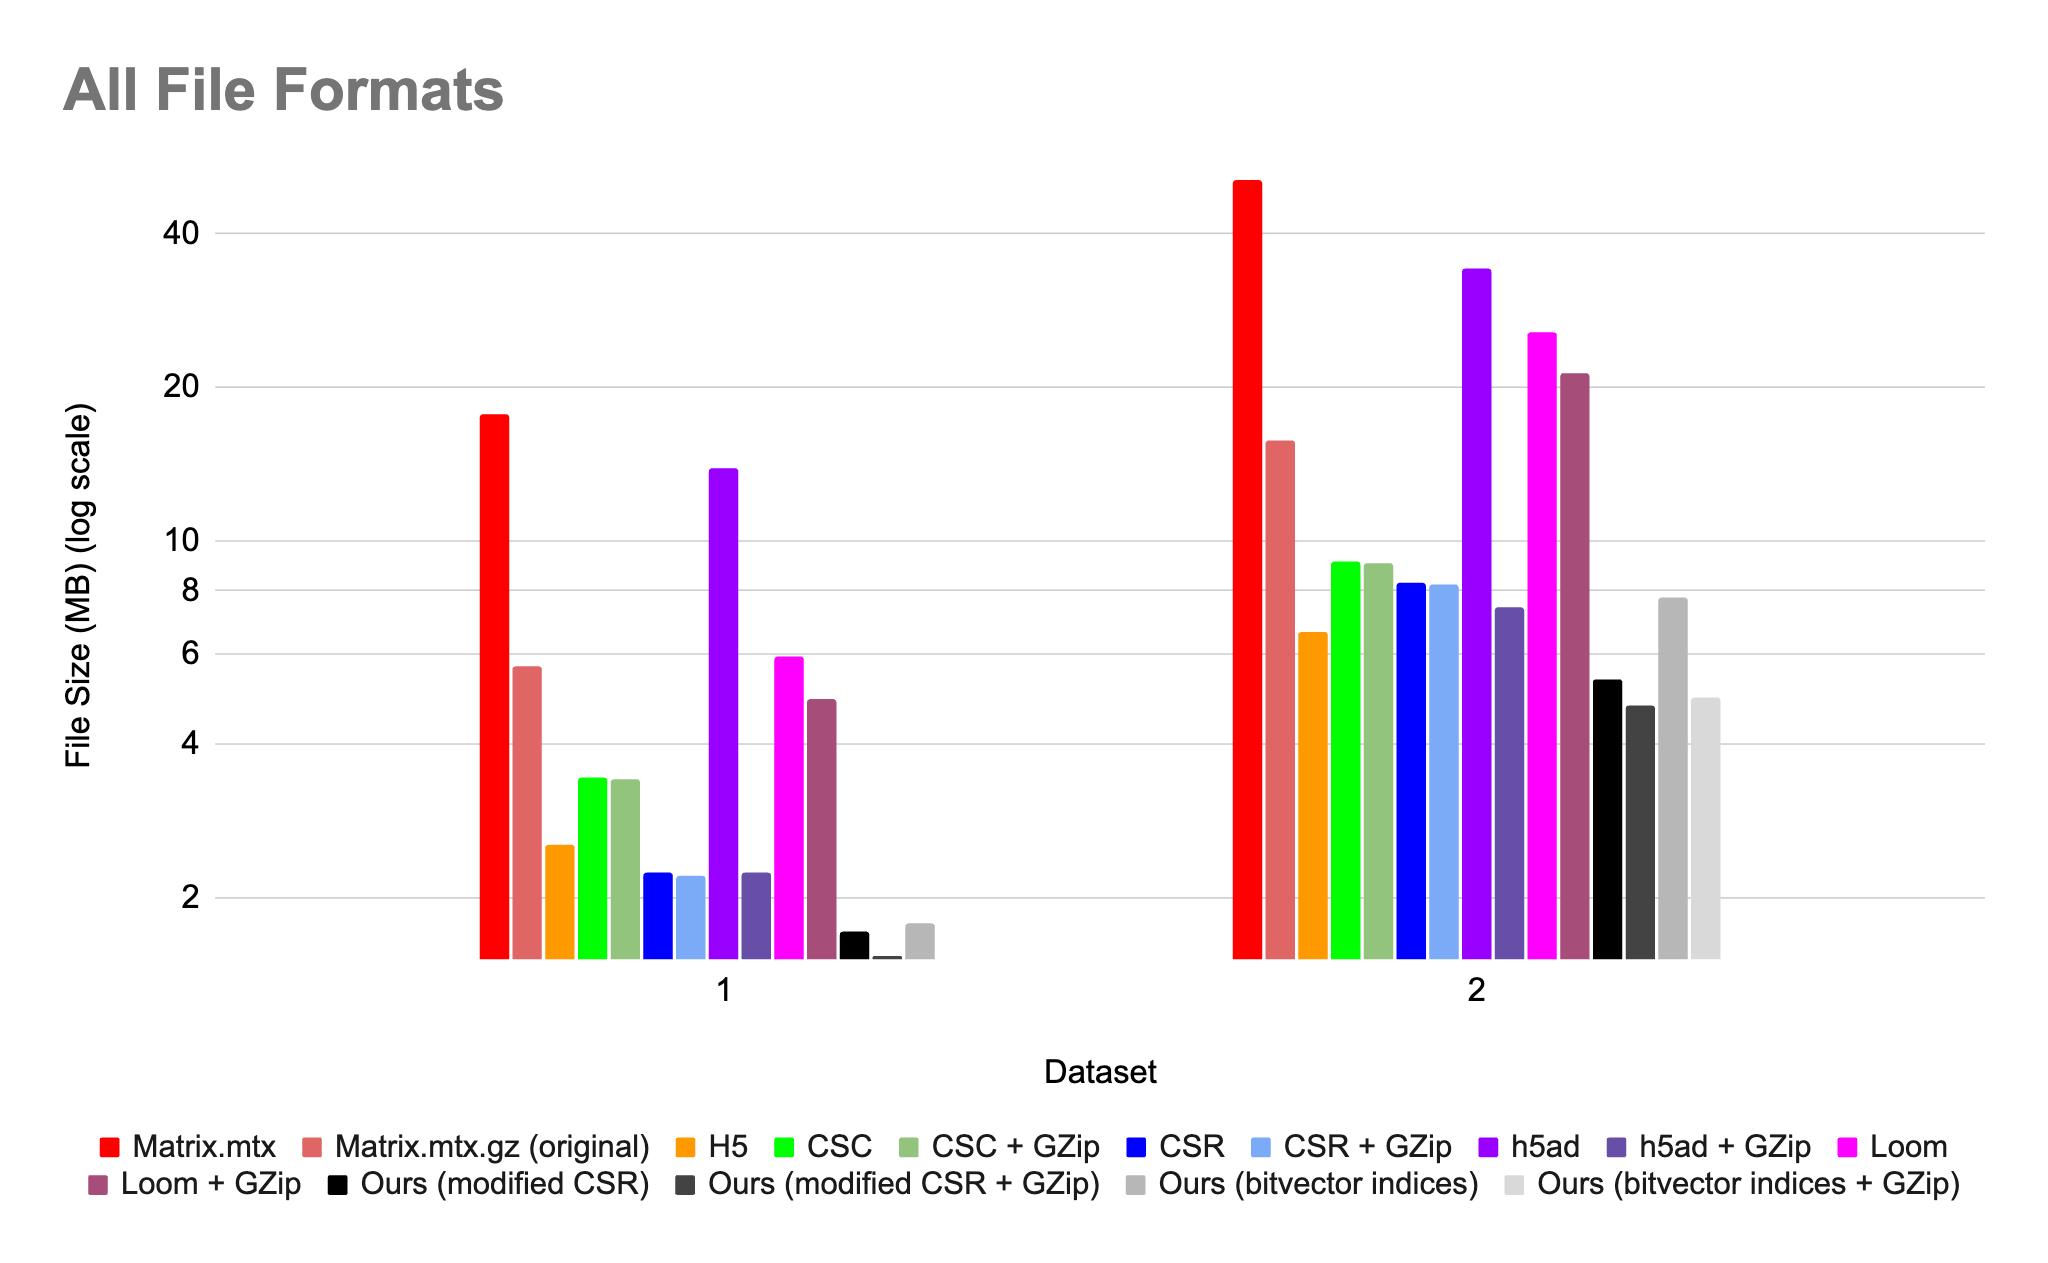 All File Formats
File Size (MB) (log scale)
40
20
10
8
6
4
2
1
2
Dataset
Matrix.mtx Matrix.mtx.gz (original) H5 CSC CSC + GZip CSR CSR + GZip h5ad h5ad + GZip Loom
Loom + GZip Ours (modified CSR) Ours (modified CSR + GZip) Ours (bitvector indices) Ours (bitvector indices + GZip)